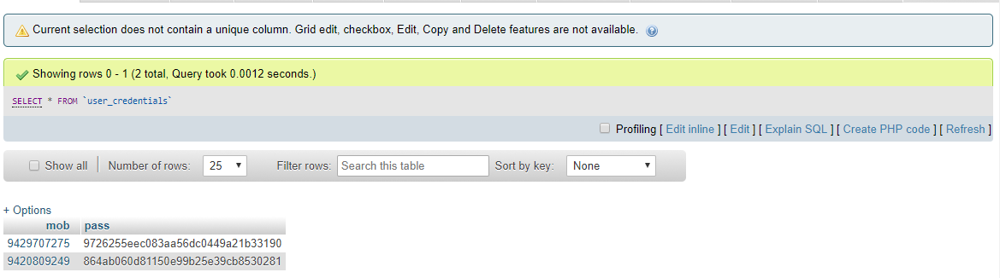 Current selection does not contain a unique column. Grid edit, checkbox, Edit, Copy and Delete features are not available.
Showing rows 0 - 1 (2 total, Query took 0.0012 seconds.)
SELECT * FROM `user_credentials`
Profiling [ Edit inline ] [ Edit ] [ Explain SQL ] [ Create PHP code ] [ Refresh ]
Show all | Number of rows: 25 Filter rows: Search this table Sort by key: None
+ Options
mob pass
9429707275 9726255eec083aa56dc0449a21b33190
9420809249 864ab060d81150e99b25e39cb8530281